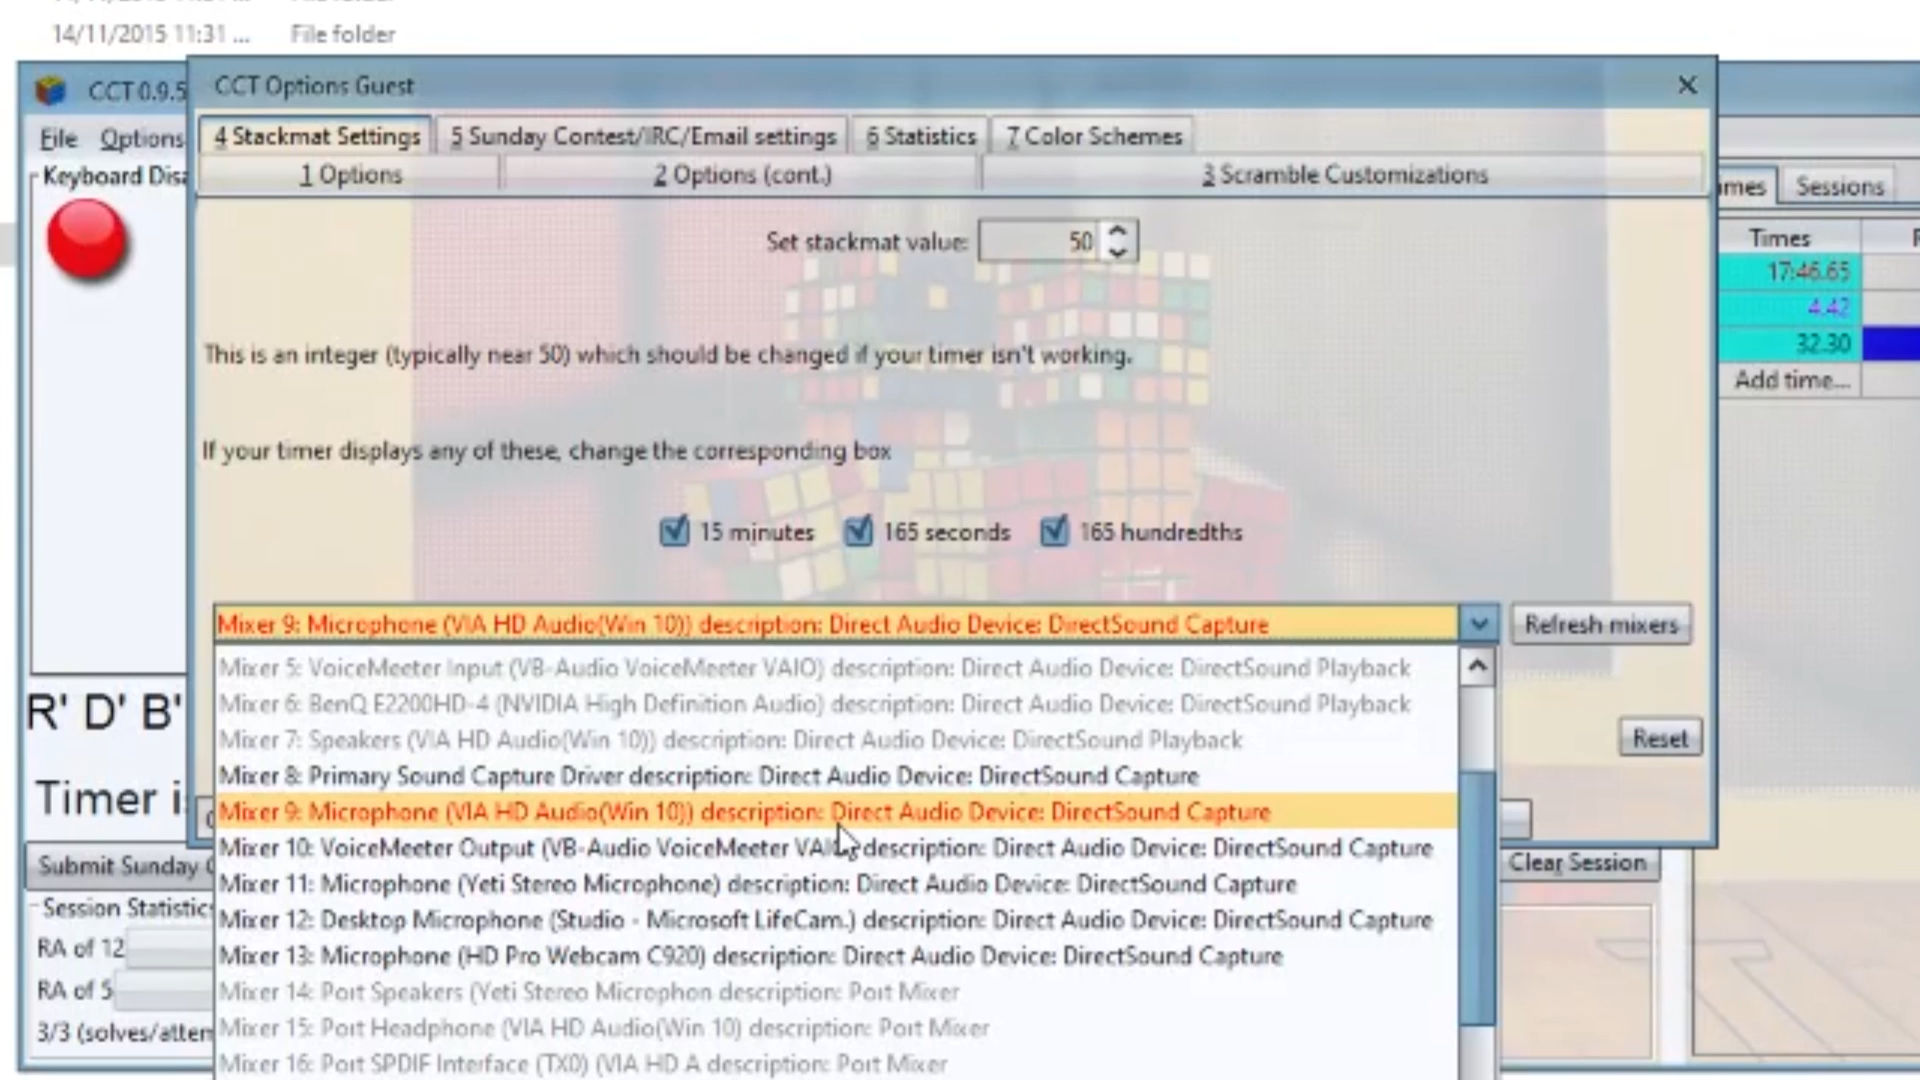 14/11/2015 11:31 ... File folder
CCT 0.9.5
CCT Options Guest
File Options
4 Stackmat Settings 5 Sunday Contest/IRC/Email settings 6 Statistics 7 Color Schemes
Keyboard Disa
1 Options 2 Options (cont.) 3 Scramble Customizations
imes Sessions
Set stackmat value: 50
Times
17:46.65
4.42
32.30
Add time...
This is an integer (typically near 50) which should be changed if your timer isn't working.
If your timer displays any of these, change the corresponding box
15 minutes 165 seconds 165 hundredths
Mixer 9: Microphone (VIA HD Audio(Win 10)) description: Direct Audio Device: DirectSound Capture
Refresh mixers
Mixer 5: VoiceMeeter Input (VB-Audio VoiceMeeter VAIO) description: Direct Audio Device: DirectSound Playback
Mixer 6: BenQ E2200HD-4 (NVIDIA High Definition Audio) description: Direct Audio Device: DirectSound Playback
Mixer 7: Speakers (VIA HD Audio(Win 10)) description: Direct Audio Device: DirectSound Playback
Mixer 8: Primary Sound Capture Driver description: Direct Audio Device: DirectSound Capture
Mixer 9: Microphone (VIA HD Audio(Win 10)) description: Direct Audio Device: DirectSound Capture
Mixer 10: VoiceMeeter Output (VB-Audio VoiceMeeter VAIO description: Direct Audio Device: DirectSound Capture
Mixer 11: Microphone (Yeti Stereo Microphone) description: Direct Audio Device: DirectSound Capture
Mixer 12: Desktop Microphone (Studio - Microsoft LifeCam.) description: Direct Audio Device: DirectSound Capture
Mixer 13: Microphone (HD Pro Webcam C920) description: Direct Audio Device: DirectSound Capture
Mixer 14: Port Speakers (Yeti Stereo Microphon description: Port Mixer
Mixer 15: Port Headphone (VIA HD Audio(Win 10) description: Port Mixer
Mixer 16: Port SPDIF Interface (TX0) (VIA HD A description: Port Mixer
Reset
R' D' B'
Timer i
Submit Sunday
Clear Session
Session Statistics
RA of 12
RA of 5
3/3 (solves/atten